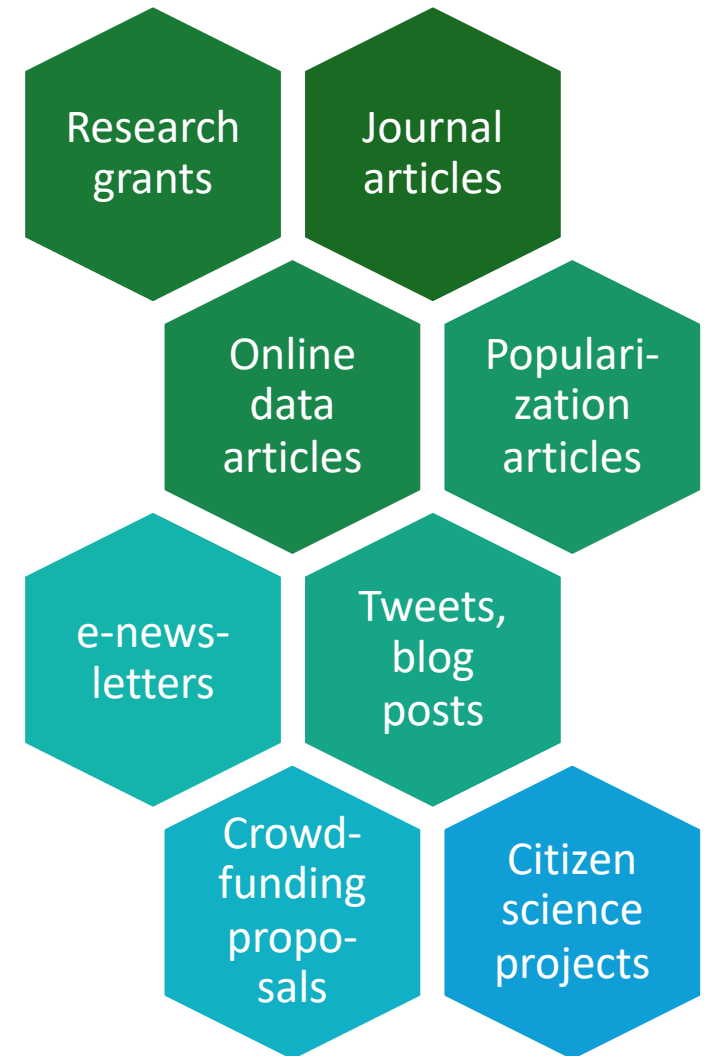 Research
grants
Journal
articles
Online
data
articles
Populari-
zation
articles
e-news-
letters
Tweets,
blog
posts
Crowd-
funding
propo-
sals
Citizen
science
projects